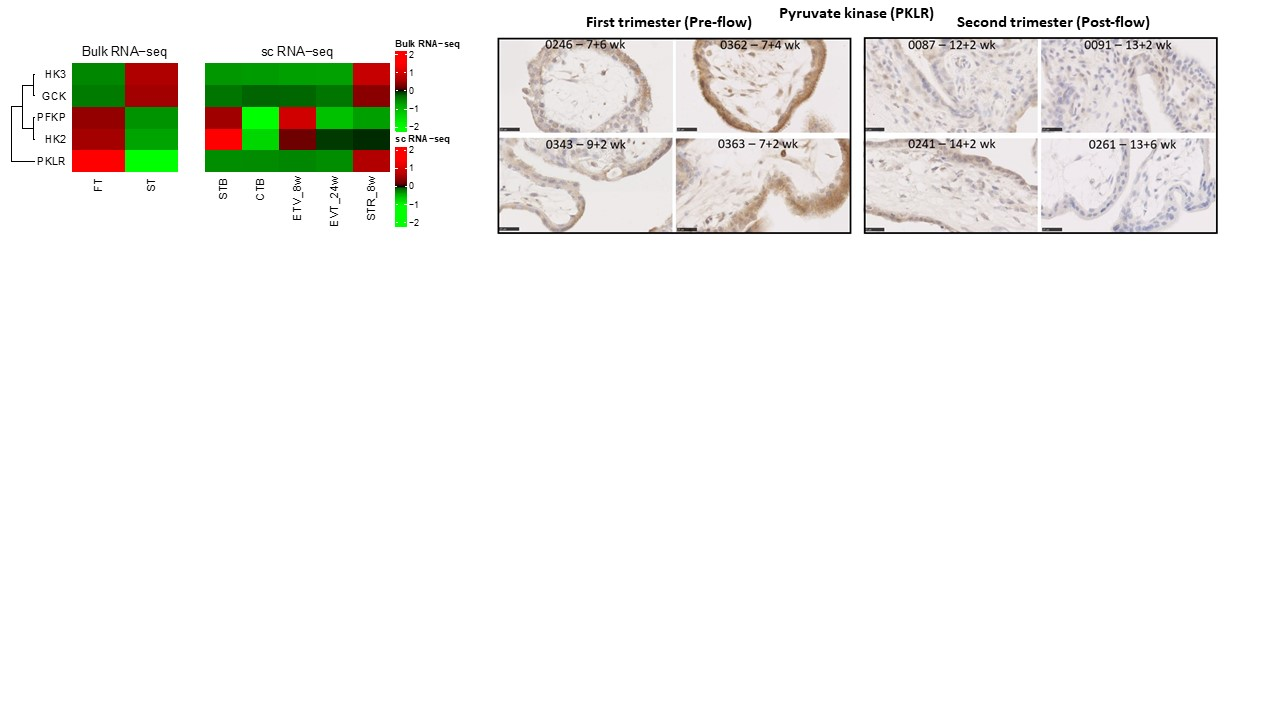 Pyruvate kinase (PKLR)
First trimester (Pre-flow)
Second trimester (Post-flow)
Bulk RNA−seq
sc RNA−seq
HK3
GCK
PFKP
HK2
PKLR
FT
ST
STB
CTB
ETV_8w
EVT_24w
STR_8w
Bulk RNA−seq
2
1
0
−1
−2
sc RNA−seq
2
1
0
−1
−2
0246 – 7+6 wk
0362 – 7+4 wk
0343 – 9+2 wk
0363 – 7+2 wk
0087 – 12+2 wk
0091 – 13+2 wk
0241 – 14+2 wk
0261 – 13+6 wk